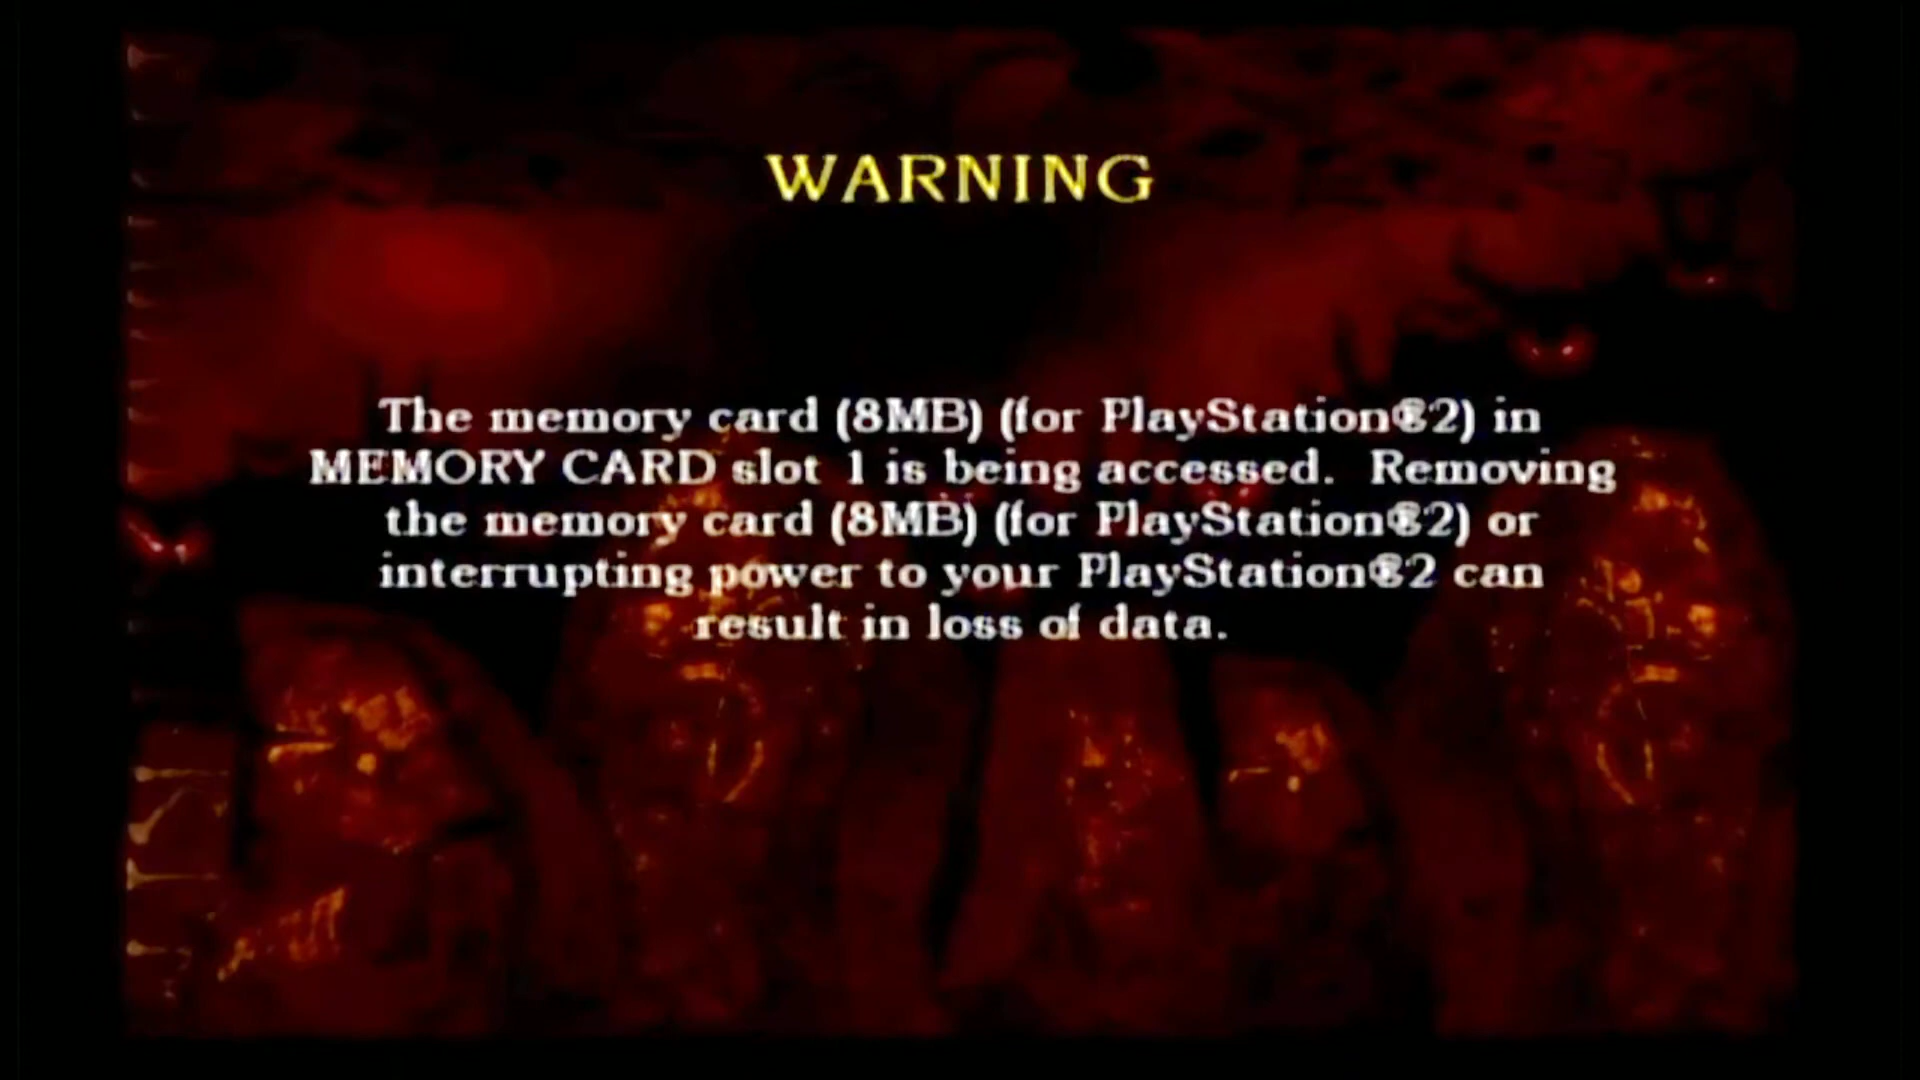 WARNING
The memory card (8MB) (for PlayStation®2) in
MEMORY CARD slot 1 is being accessed. Removing
the memory card (8MB) (for PlayStation®2) or
interrupting power to your PlayStation®2 can
result in loss of data.